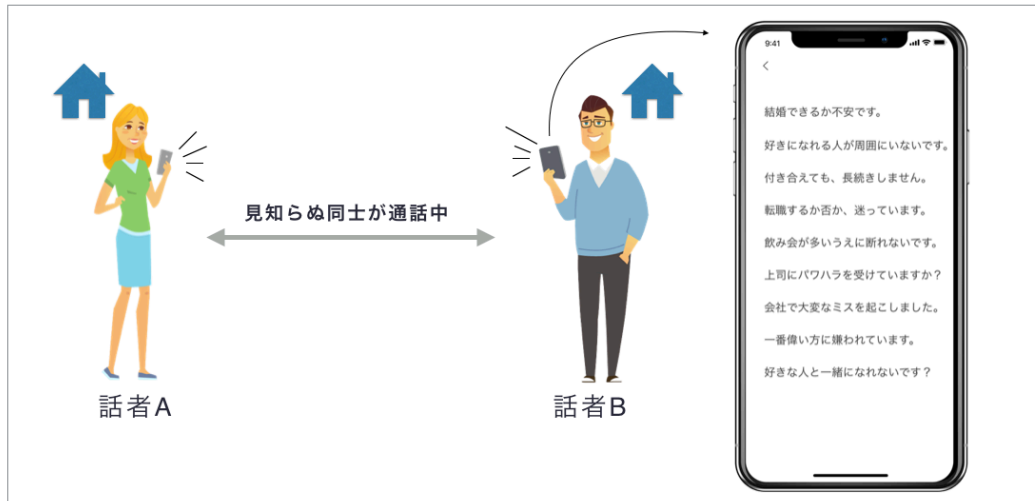 見知らぬ同士が通話中
話者A
話者B
9:41
結婚できるか不安です。
好きになれる人が周囲にいないです。
付き合えても、長続きしません。
転職するか否か、迷っています。
飲み会が多いうえに断れないです。
上司にパワハラを受けていますか？
会社で大変なミスを起こしました。
一番偉い方に嫌われています。
好きな人と一緒になれないです？